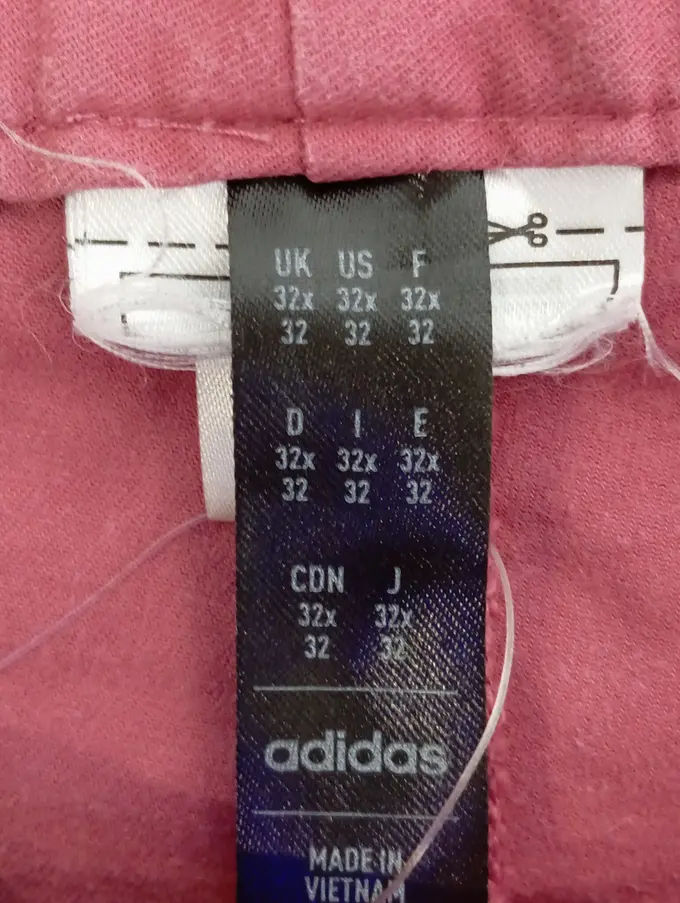 UK US F
32x 32x 32x
32 32 32
D I E
32x 32x 32x
32 32 32
CDN J
32x 32x
32 32
adidas
MADE IN
VIETNAM